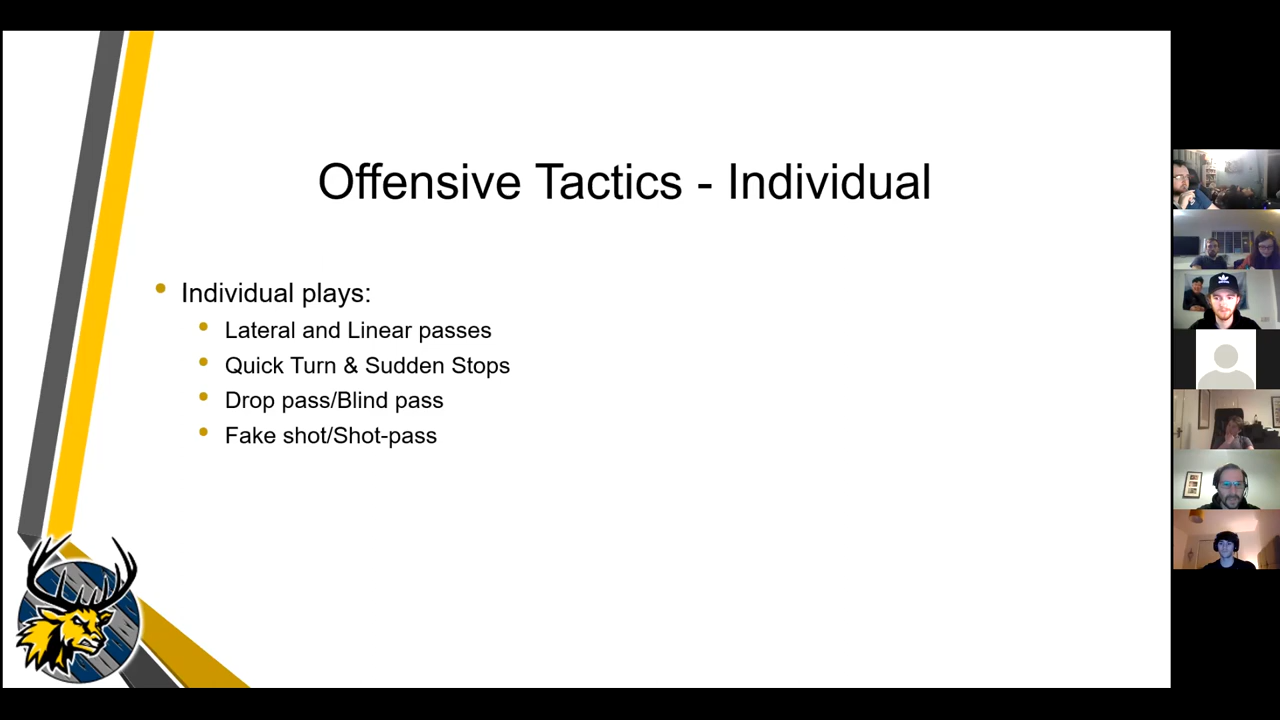 Offensive Tactics - Individual
Individual plays:
Lateral and Linear passes
Quick Turn & Sudden Stops
Drop pass/Blind pass
Fake shot/Shot-pass